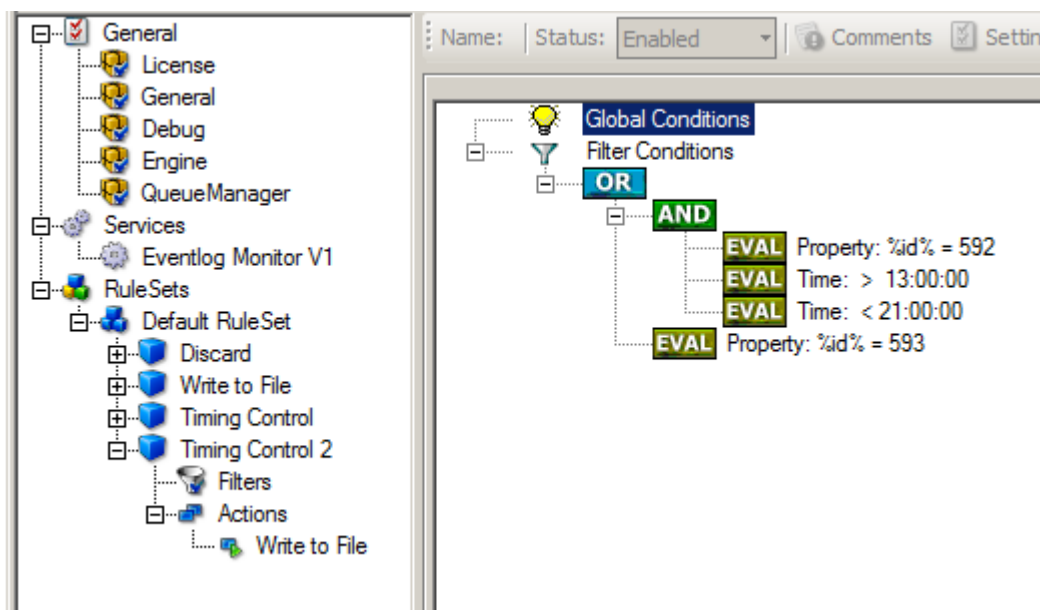 General
License
General
Debug
Engine
QueueManager
Services
Eventlog Monitor V1
RuleSets
Default RuleSet
Discard
Write to File
Timing Control
Timing Control 2
Filters
Actions
Write to File
Name: Status: Enabled Comments Settin
Global Conditions
Filter Conditions
OR
AND
EVAL Property: %id% = 592
EVAL Time: > 13:00:00
EVAL Time: < 21:00:00
EVAL Property: %id% = 593